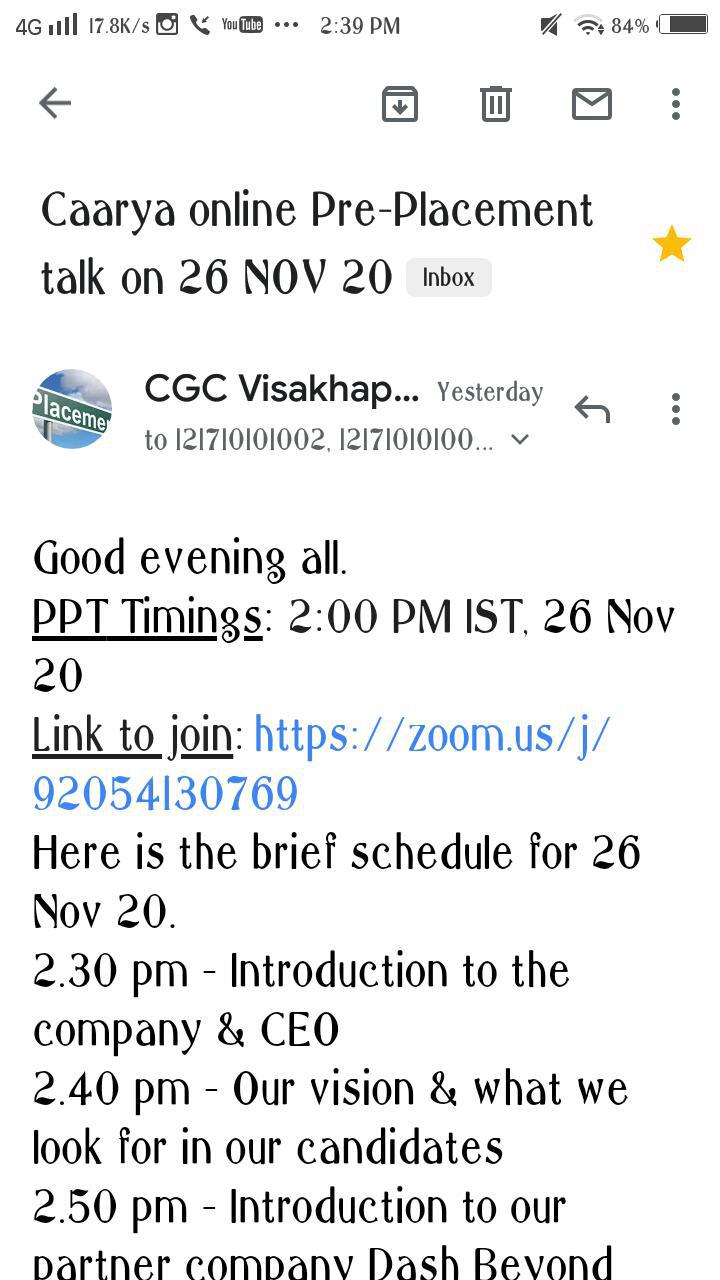 4G 17.8K/s YouTube ••• 2:39 PM 84%
Caarya online Pre-Placement
talk on 26 NOV 20 Inbox
Placeme
CGC Visakhap... Yesterday
to 121710101002, 12171010100...
Good evening all.
PPT Timings: 2:00 PM IST, 26 Nov
20
Link to join: https://zoom.us/j/
92054130769
Here is the brief schedule for 26
Nov 20.
2.30 pm - Introduction to the
company & CEO
2.40 pm - Our vision & what we
look for in our candidates
2.50 pm - Introduction to our
partner company Dash Beyond